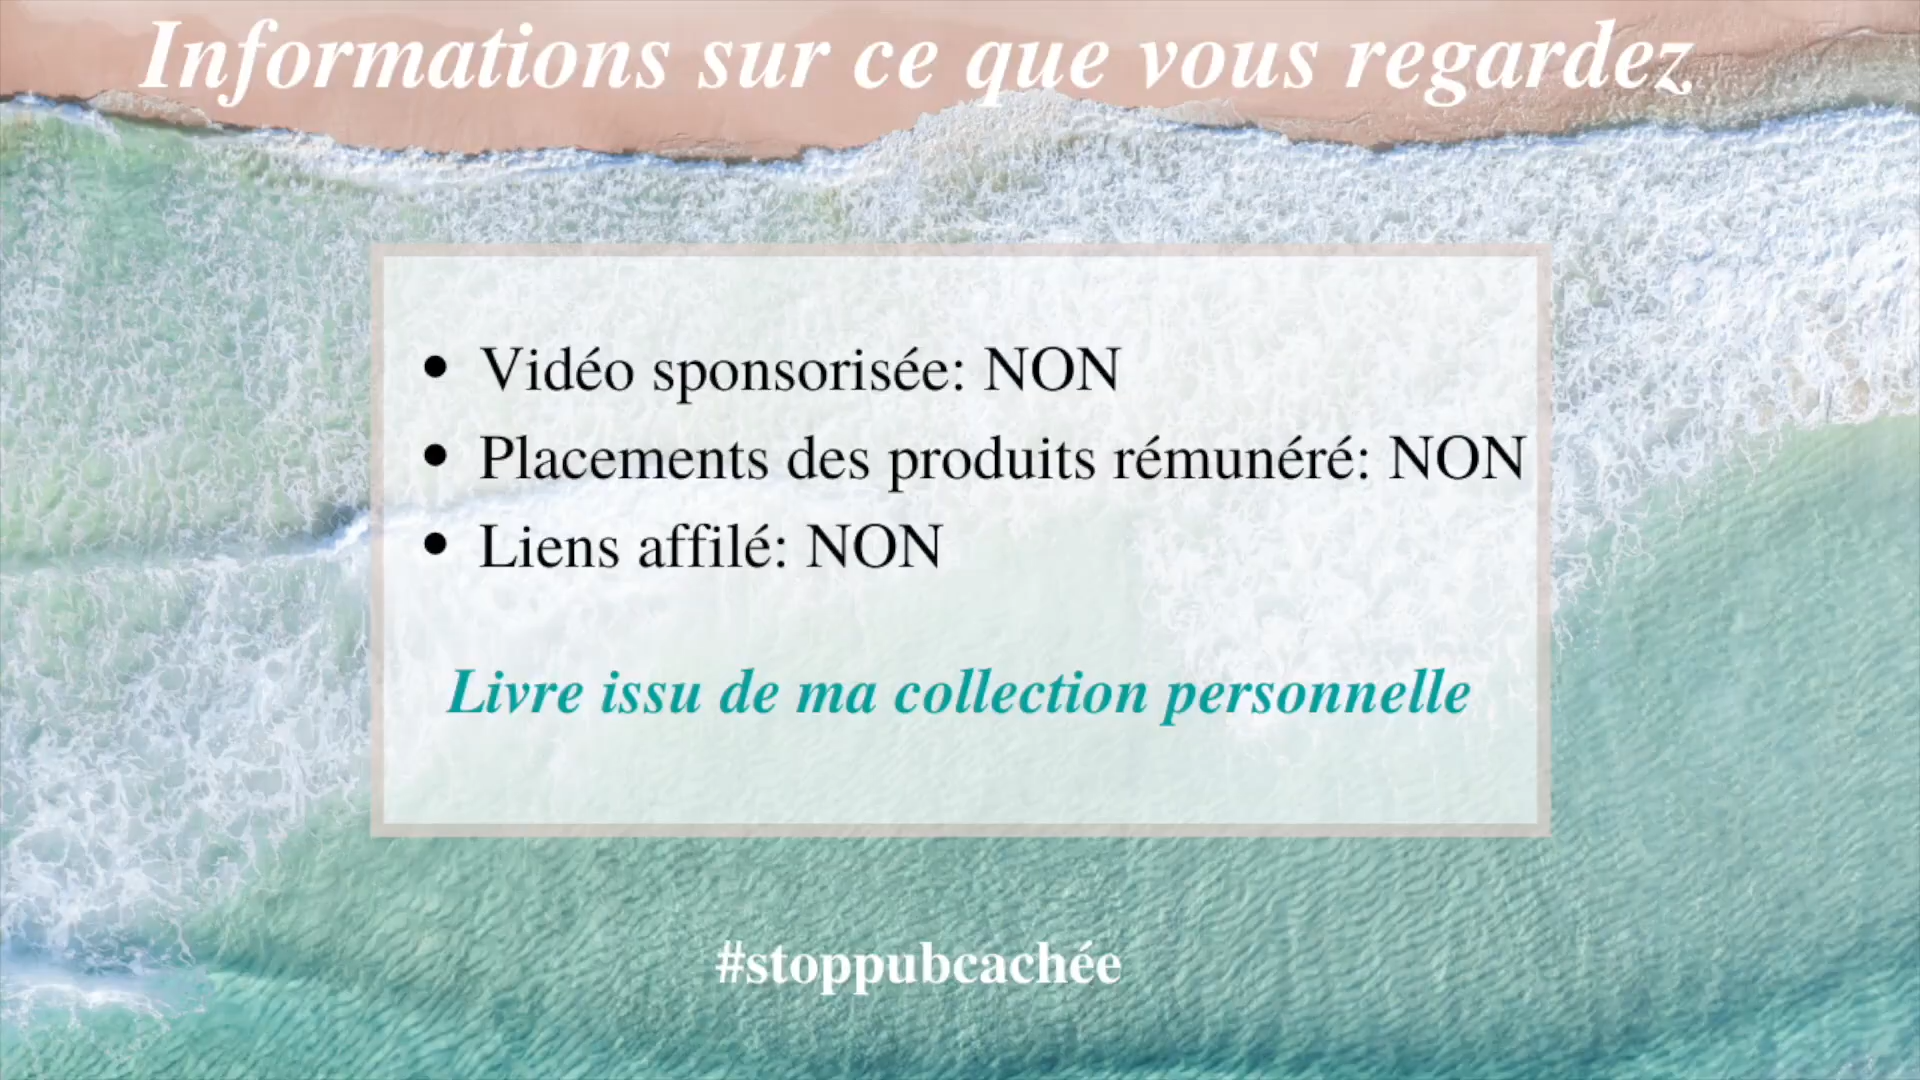 Informations sur ce que vous regardez
• Vidéo sponsorisée: NON
• Placements des produits rémunéré: NON
• Liens affilé: NON
Livre issu de ma collection personnelle
#stoppubcachée